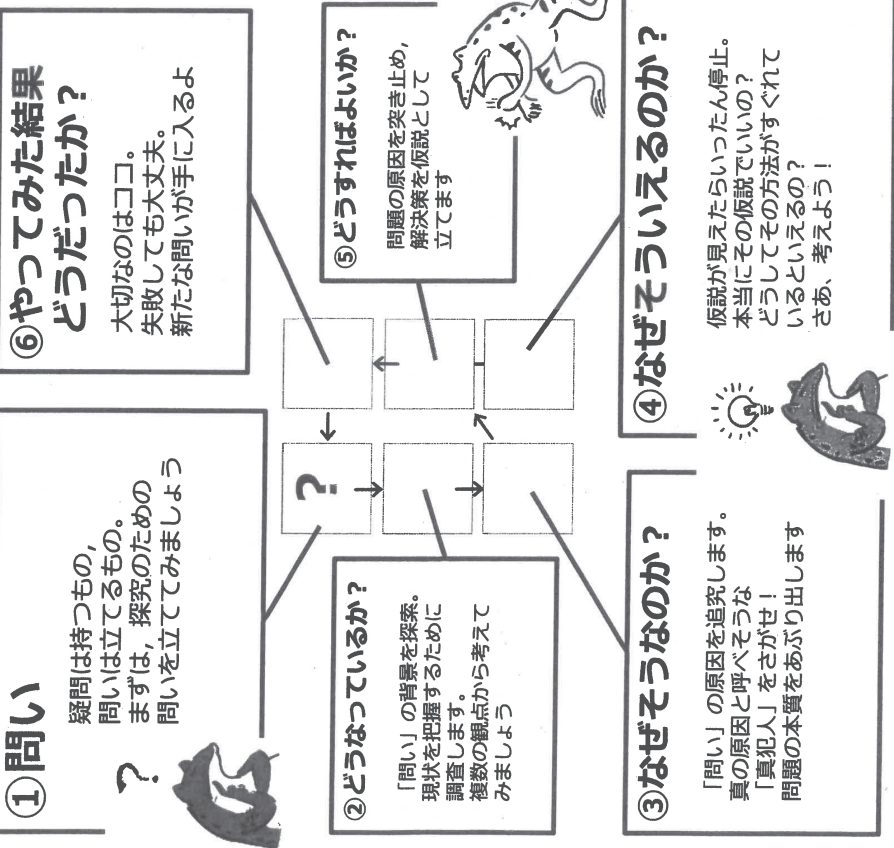 ①問い
疑問は持つもの,
問いは立てるもの。
まずは, 探究のための
問いを立ててみましょう
?
?
②どうなっているか?
「問い」の背景を探索。
現状を把握するために
調査します。
複数の観点から考えて
みましょう
③なぜそうなのか?
「問い」の原因を追究します。
真の原因と呼べそうな
「真犯人」をさがせ!
問題の本質をあぶり出します
④なぜそういえるのか?
仮説が見えたらいったん停止。
本当にその仮説でいいの?
どうしてその方法がすぐれて
いるといえるの?
さあ、考えよう!
⑤どうすればよいか?
問題の原因を突き止め,
解決策を仮説として
立てます
⑥やってみた結果
どうだったか?
大切なのはココ。
失敗しても大丈夫。
新たな問いが手に入るよ